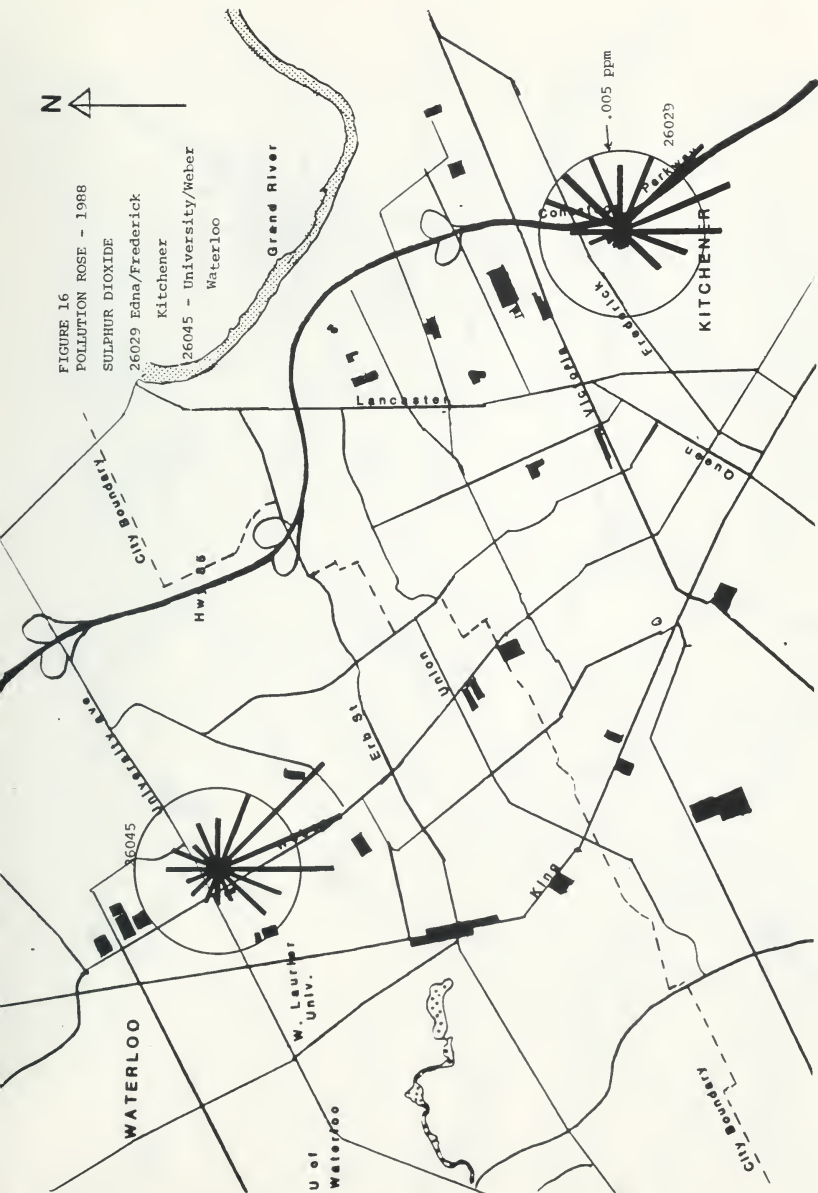 N
FIGURE 16
POLLUTION ROSE - 1988
SULPHUR DIOXIDE
26029 Edna/Frederick
Kitchener
26045 - University/Weber
Waterloo
Grand River
.005 ppm
26029
Parkway
KITCHENER
Frederick
Victoria
Lancaster
Queen
City Boundary
Hwy 86
University Ave
Union
Erb St
26045
King
W. Laurier
Univ.
WATERLOO
U of
Waterloo
City Boundary